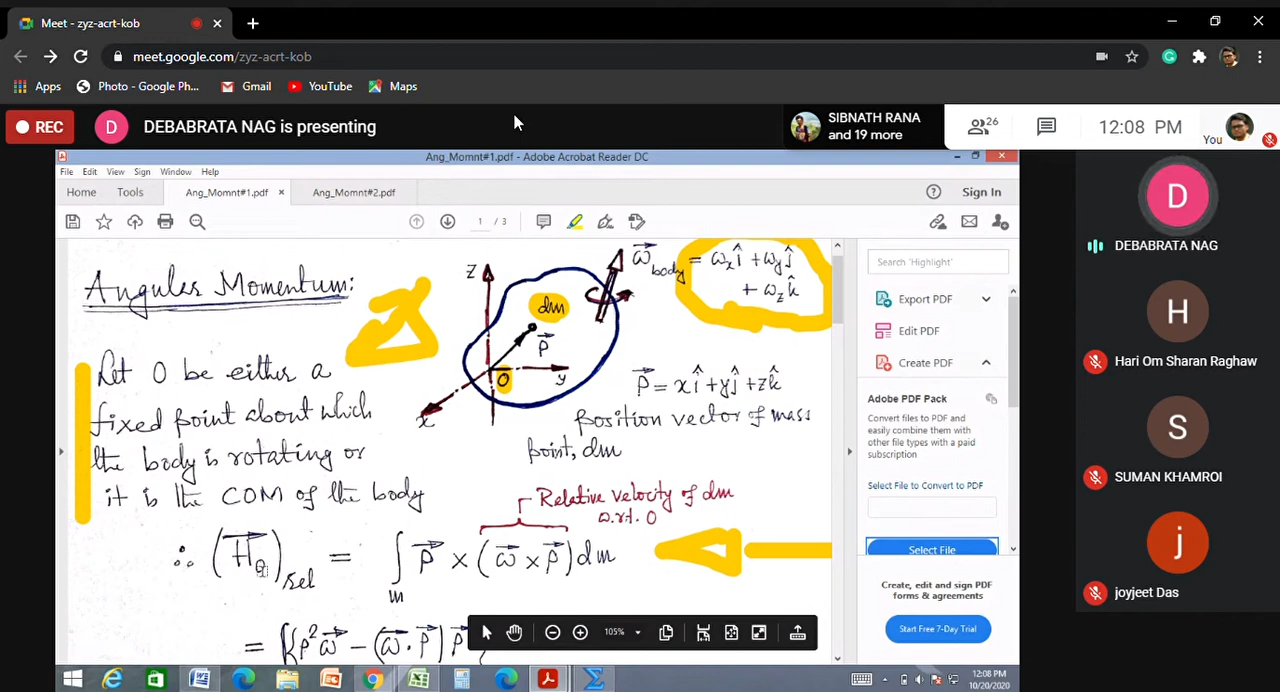 Meet - zyz-acrt-kob
meet.google.com/zyz-acrt-kob
Apps Photo - Google Ph... Gmail YouTube Maps
REC D DEBABRATA NAG is presenting
SIBNATH RANA
and 19 more
26
12:08 PM
You
Ang_Momnt#1.pdf - Adobe Acrobat Reader DC
File Edit View Sign Window Help
Home Tools Ang_Momnt#1.pdf × Ang_Momnt#2.pdf Sign In
1 / 3
Angular Momentum:
Let O be either a
fixed point about which
the body is rotating or
it is the COM of the body
Z
dm
ρ⃗
O
y
x
ω⃗body = ωxî + ωyĵ
+ ωzk̂
ρ⃗ = xî + yĵ + zk̂
position vector of mass
point, dm
Relative velocity of dm
w.r.t. O
∴ (H⃗O)rel = ∫m ρ⃗ × (ω⃗ × ρ⃗) dm
= ∫{ρ²ω⃗ - (ω⃗·ρ⃗) ρ⃗
105%
Search 'Highlight'
Export PDF
Edit PDF
Create PDF
Adobe PDF Pack
Convert files to PDF and
easily combine them with
other file types with a paid
subscription
Select File to Convert to PDF
Select File
Create, edit and sign PDF
forms & agreements
Start Free 7-Day Trial
12:08 PM
10/20/2020
D
DEBABRATA NAG
H
Hari Om Sharan Raghaw
S
SUMAN KHAMROI
j
joyjeet Das